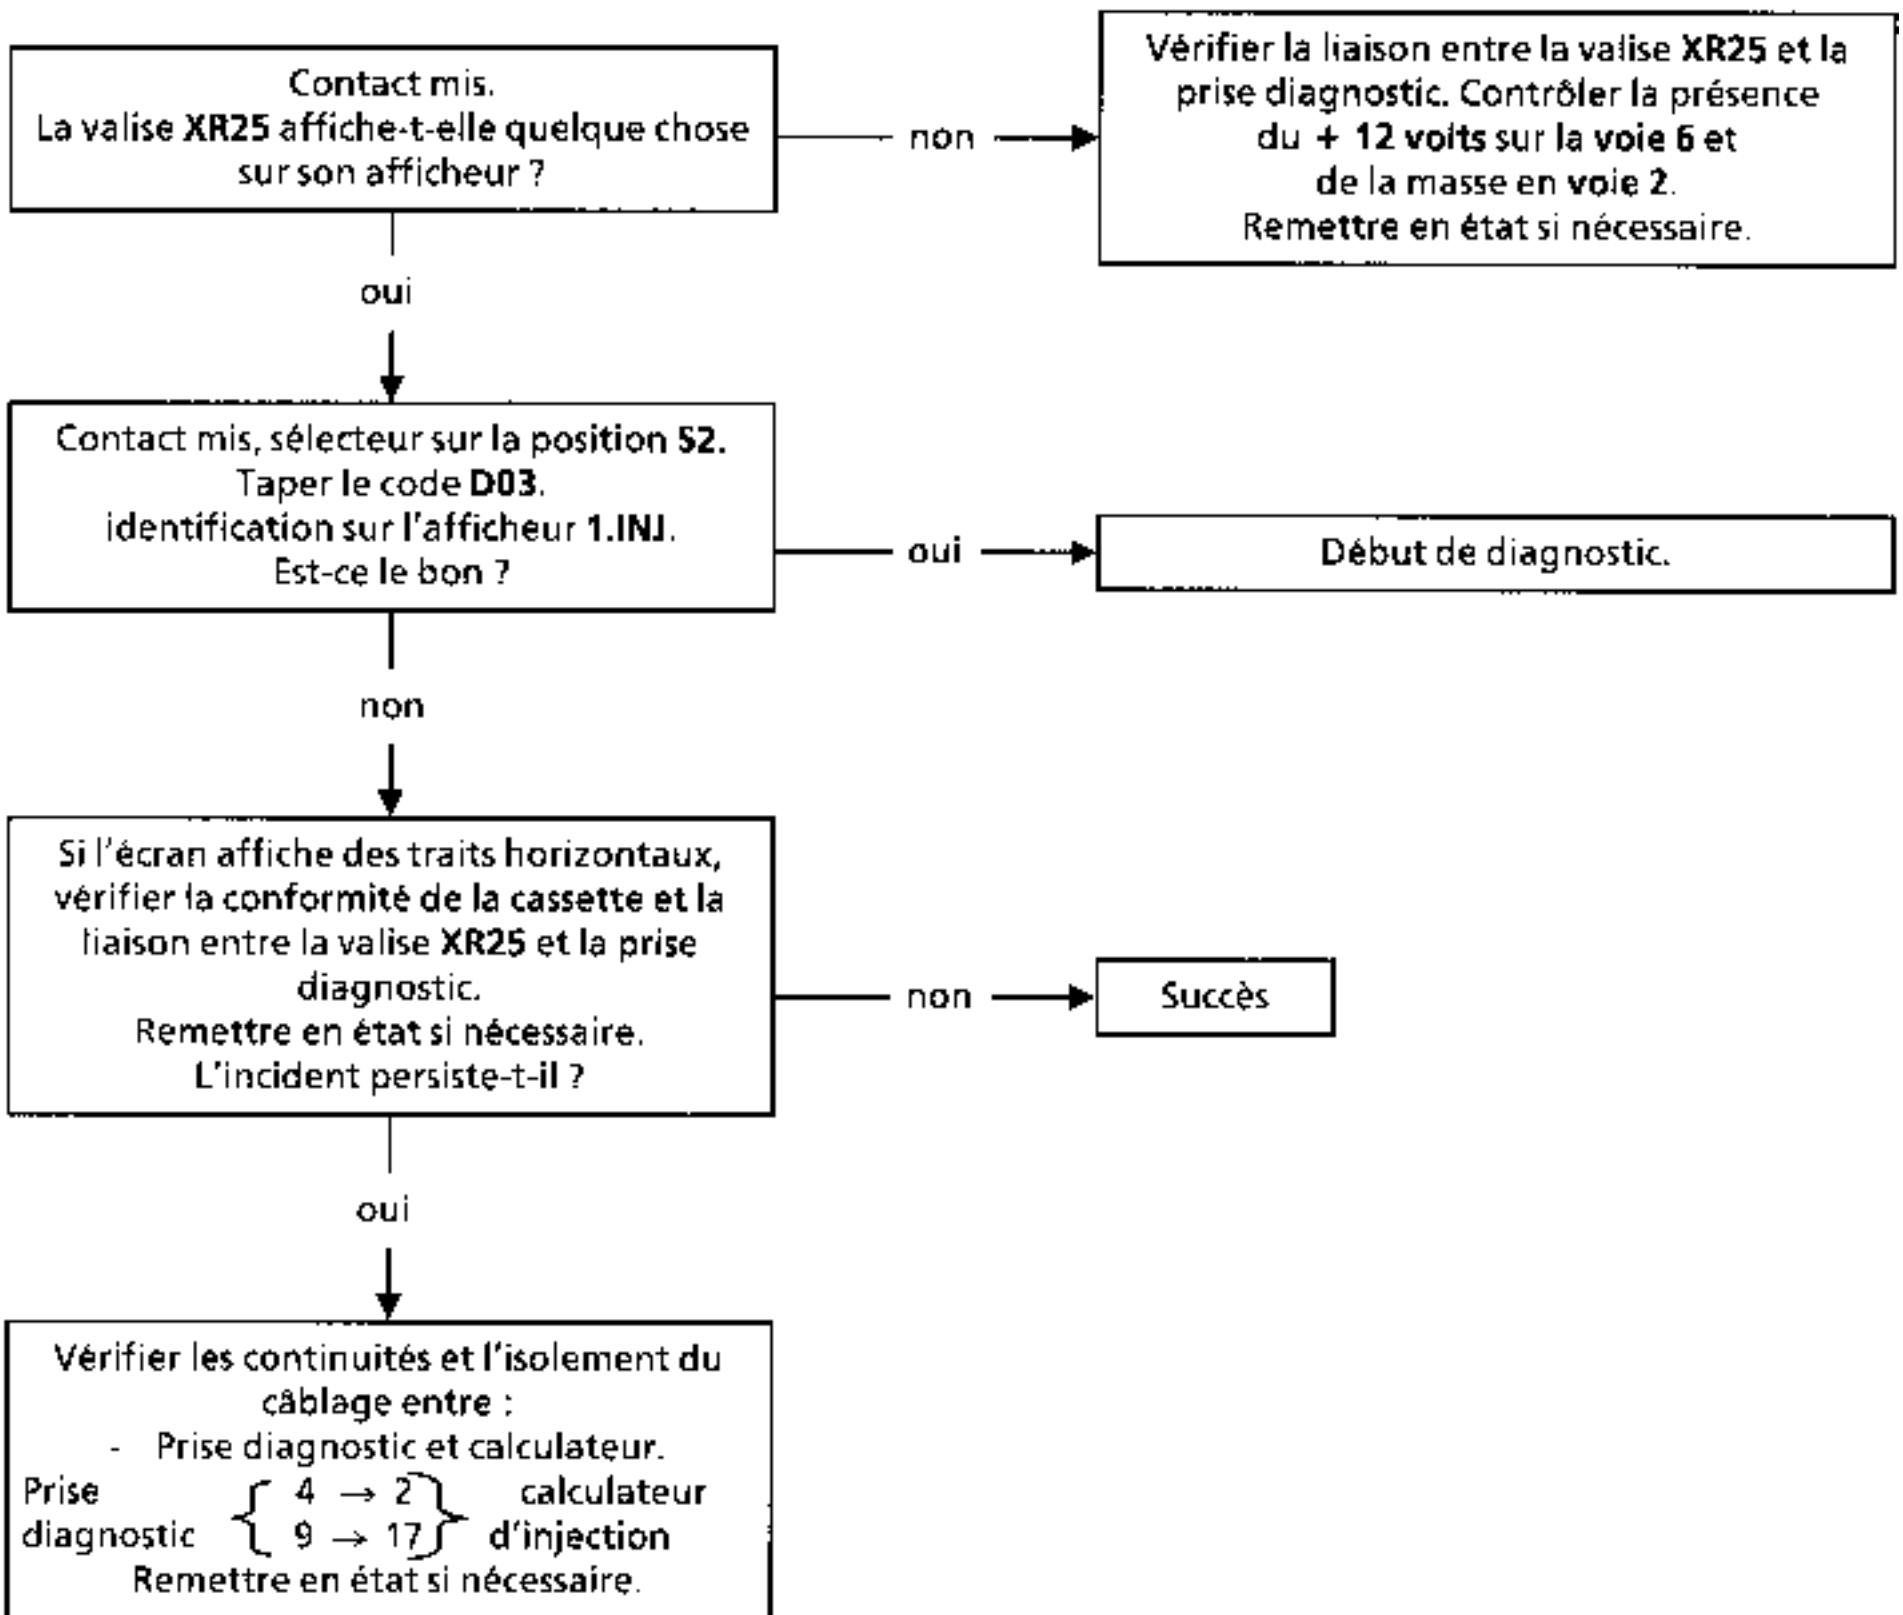 Contact mis.
La valise XR25 affiche-t-elle quelque chose
sur son afficheur ?
non
Vérifier la liaison entre la valise XR25 et la
prise diagnostic. Contrôler la présence
du + 12 volts sur la voie 6 et
de la masse en voie 2.
Remettre en état si nécessaire.
oui
Contact mis, sélecteur sur la position S2.
Taper le code D03.
identification sur l'afficheur 1.INJ.
Est-ce le bon ?
oui
Début de diagnostic.
non
Si l'écran affiche des traits horizontaux,
vérifier la conformité de la cassette et la
liaison entre la valise XR25 et la prise
diagnostic.
Remettre en état si nécessaire.
L'incident persiste-t-il ?
non
Succès
oui
Vérifier les continuités et l'isolement du
câblage entre :
- Prise diagnostic et calculateur.
Prise { 4 → 2 } calculateur
diagnostic { 9 → 17 } d'injection
Remettre en état si nécessaire.